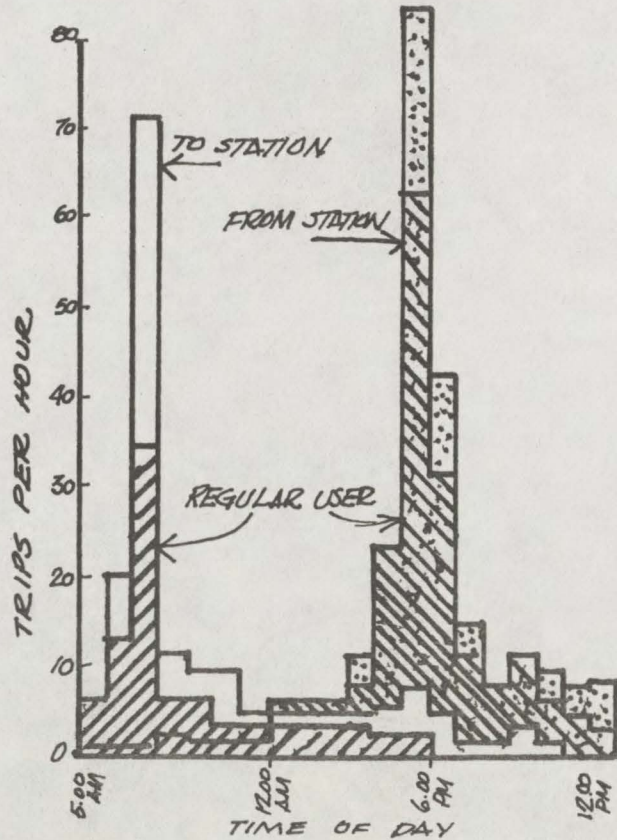 80
TO STATION
70
60
FROM STATION
50
40
30
REGULAR USER
20
10
0
TRIPS PER HOUR
5.00 AM
12.00 AM
6.00 PM
12.00 PM
TIME OF DAY